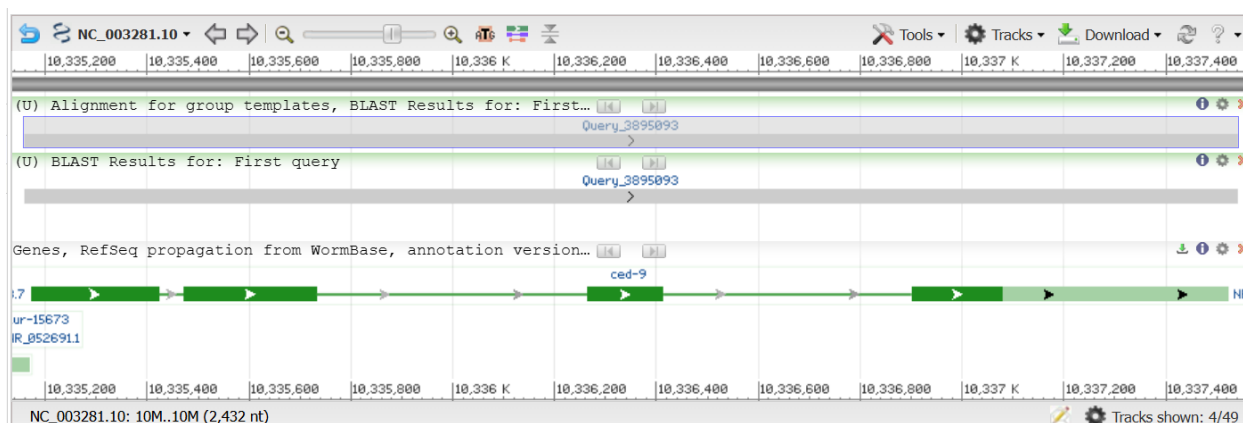 NC_003281.10 ATG Tools Tracks Download ?
10,335,200 10,335,400 10,335,600 10,335,800 10,336 K 10,336,200 10,336,400 10,336,600 10,336,800 10,337 K 10,337,200 10,337,400
(U) Alignment for group templates, BLAST Results for: First…
Query_3895093
(U) BLAST Results for: First query
Query_3895093
Genes, RefSeq propagation from WormBase, annotation version…
ced-9
.7 N
ur-15673
IR_052691.1
10,335,200 10,335,400 10,335,600 10,335,800 10,336 K 10,336,200 10,336,400 10,336,600 10,336,800 10,337 K 10,337,200 10,337,400
NC_003281.10: 10M..10M (2,432 nt) Tracks shown: 4/49